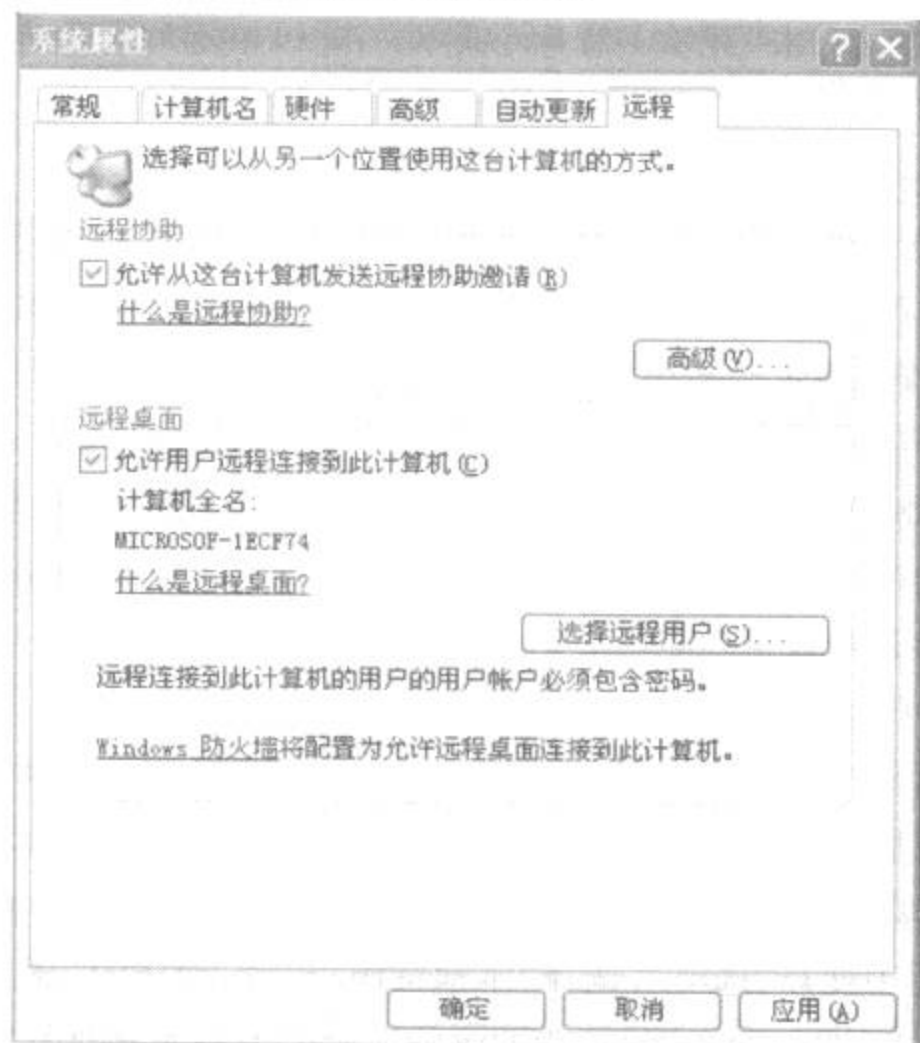 系统属性
常规 计算机名 硬件 高级 自动更新 远程
选择可以从另一个位置使用这台计算机的方式。
远程协助
允许从这台计算机发送远程协助邀请(R)
什么是远程协助?
高级(V)...
远程桌面
允许用户远程连接到此计算机(C)
计算机全名:
MICROSOF-1ECF74
什么是远程桌面?
选择远程用户(S)...
远程连接到此计算机的用户的用户帐户必须包含密码。
Windows 防火墙将配置为允许远程桌面连接到此计算机。
确定 取消 应用(A)